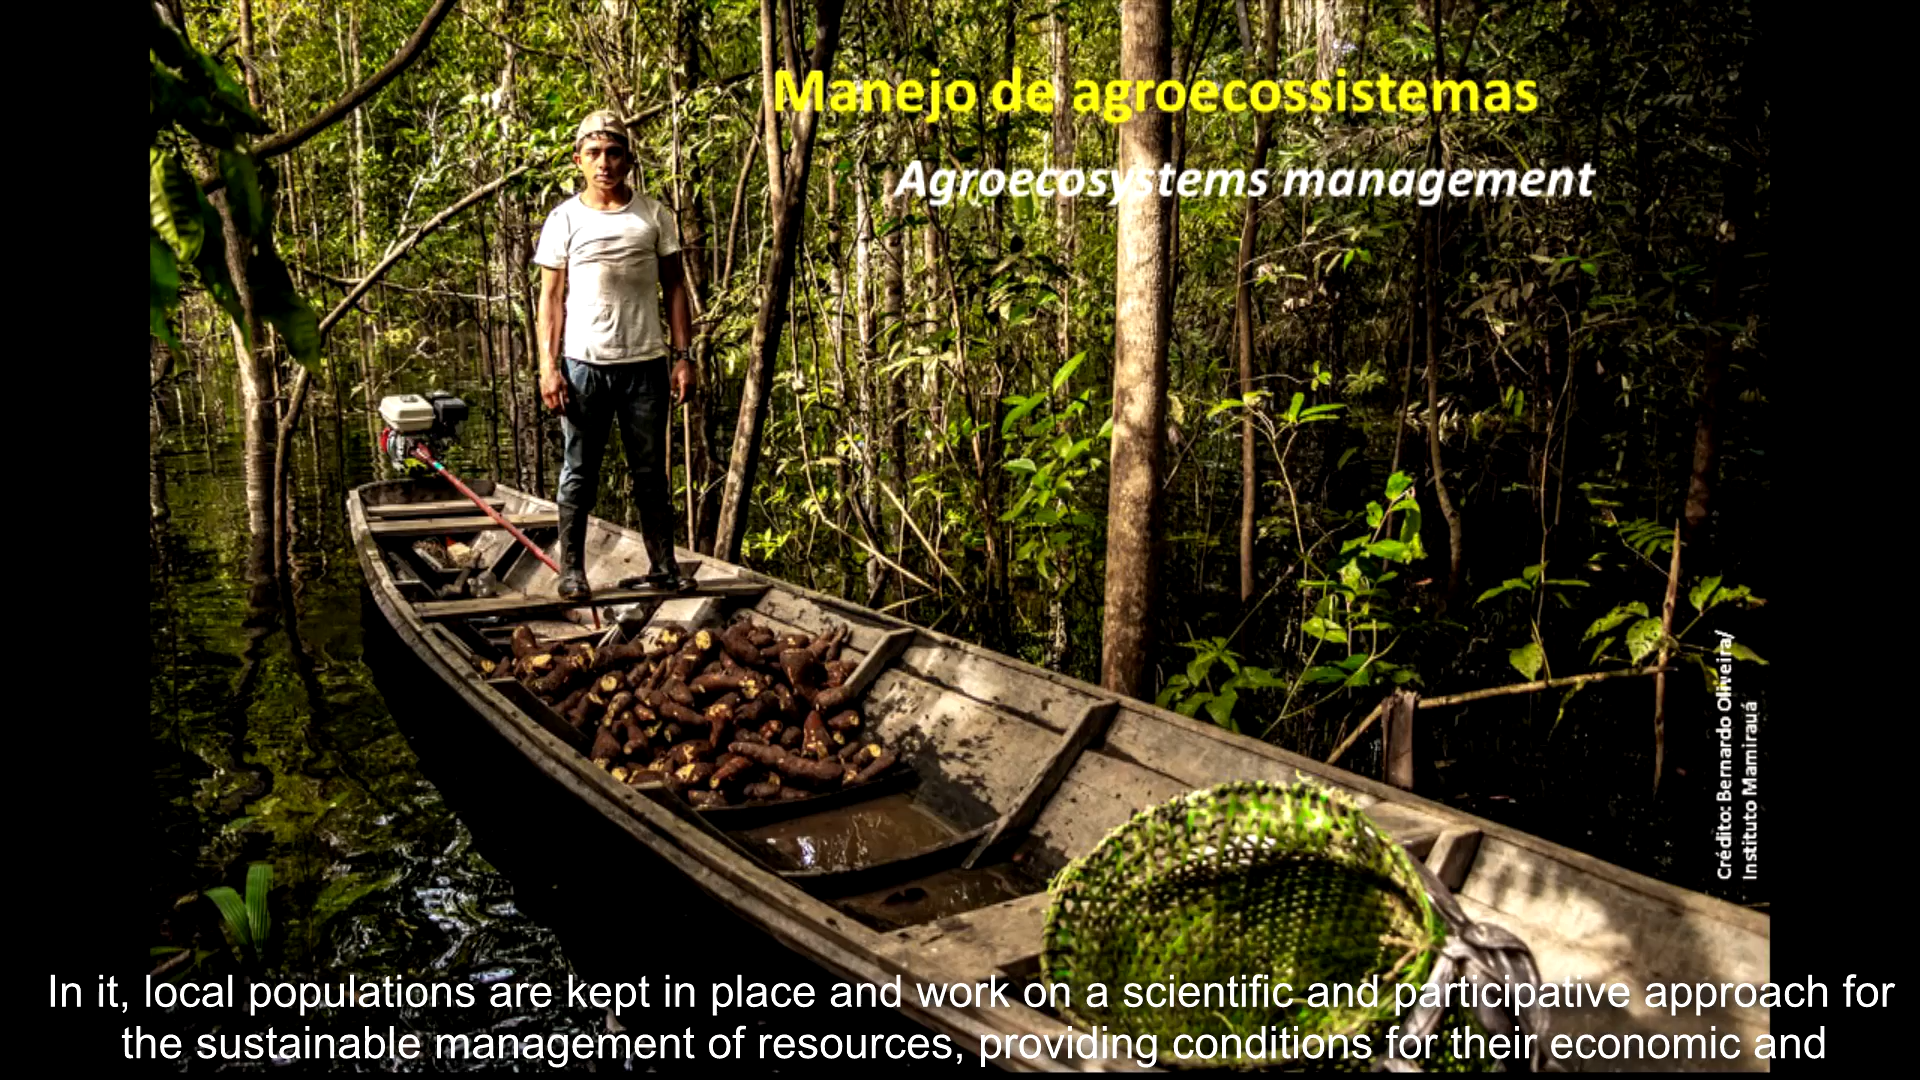 Manejo de agroecossistemas
Agroecosystems management
Crédito: Bernardo Oliveira/
Instituto Mamirauá
In it, local populations are kept in place and work on a scientific and participative approach for
the sustainable management of resources, providing conditions for their economic and